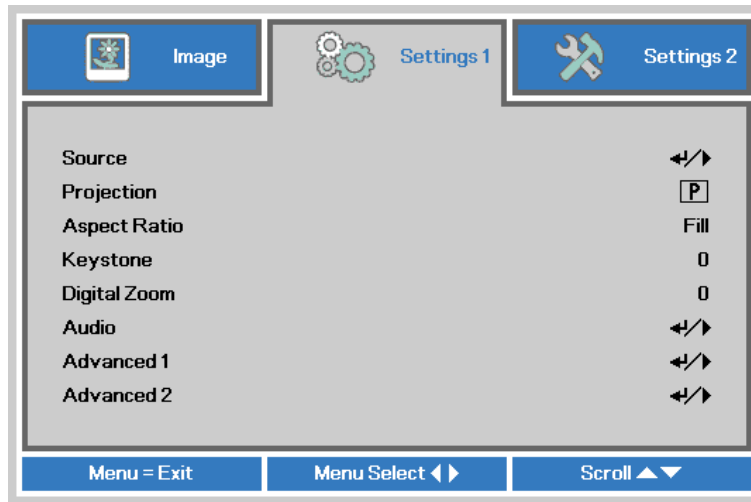 Image
Settings 1
Settings 2
Source ↵/▶
Projection P
Aspect Ratio Fill
Keystone 0
Digital Zoom 0
Audio ↵/▶
Advanced 1 ↵/▶
Advanced 2 ↵/▶
Menu = Exit
Menu Select ◀ ▶
Scroll ▲▼